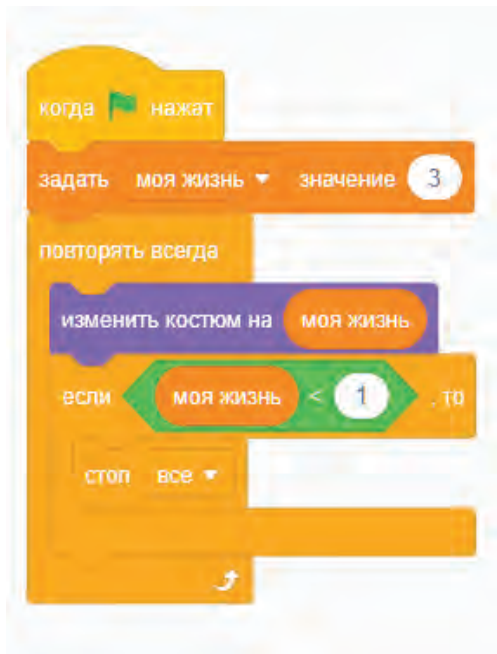 когда нажат
задать моя жизнь значение 3
повторять всегда
изменить костюм на моя жизнь
если моя жизнь < 1 , то
стоп все